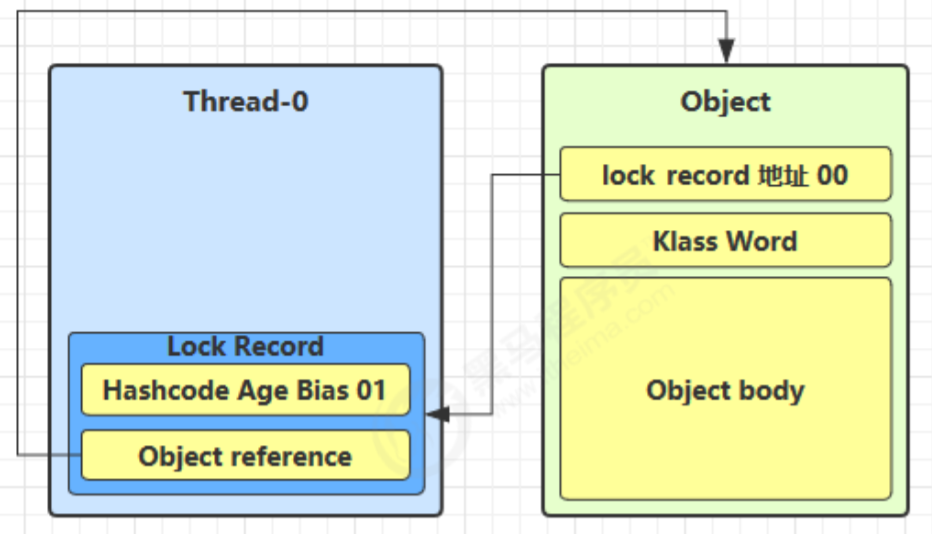 Thread-0
Object
lock record 地址 00
Klass Word
Lock Record
Hashcode Age Bias 01
Object body
Object reference
黑马程序员
www.itheima.com